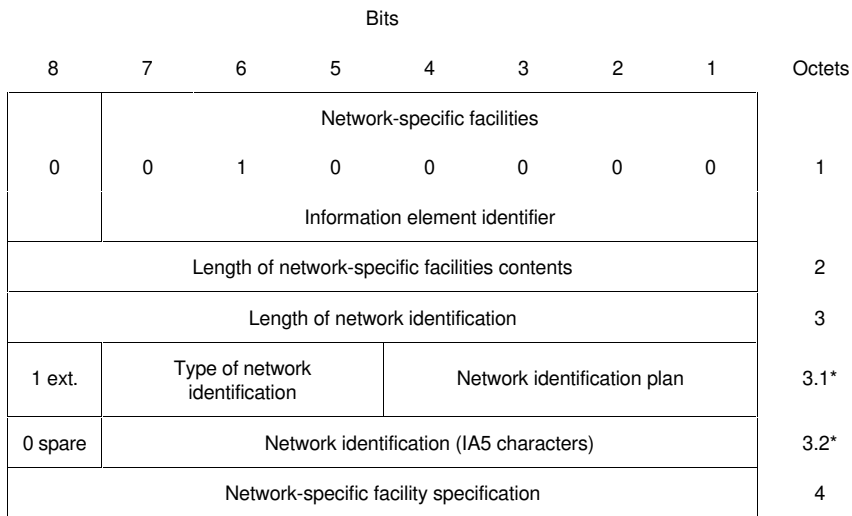 Bits
8 7 6 5 4 3 2 1 Octets
Network-specific facilities
0 0 1 0 0 0 0 0 1
Information element identifier
Length of network-specific facilities contents 2
Length of network identification 3
1 ext. Type of network identification Network identification plan 3.1*
0 spare Network identification (IA5 characters) 3.2*
Network-specific facility specification 4